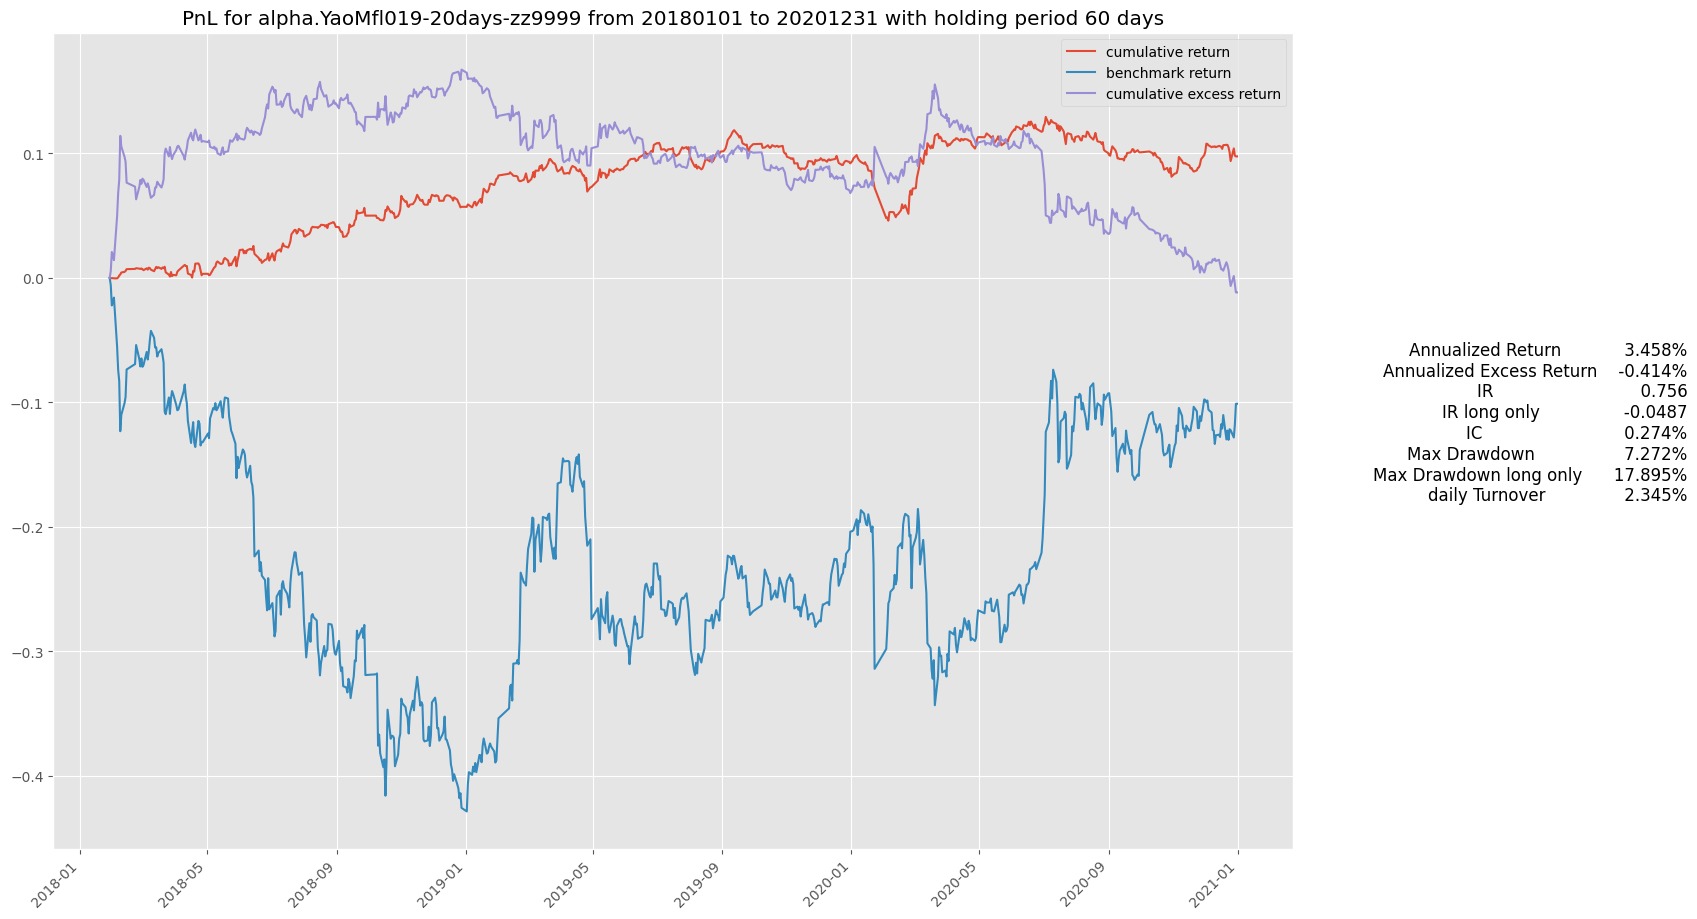 PnL for alpha.YaoMfl019-20days-zz9999 from 20180101 to 20201231 with holding period 60 days
cumulative return
benchmark return
cumulative excess return
0.1
0.0
−0.1
−0.2
−0.3
−0.4
2018-01
2018-05
2018-09
2019-01
2019-05
2019-09
2020-01
2020-05
2020-09
2021-01
Annualized Return 3.458%
Annualized Excess Return -0.414%
IR 0.756
IR long only -0.0487
IC 0.274%
Max Drawdown 7.272%
Max Drawdown long only 17.895%
daily Turnover 2.345%